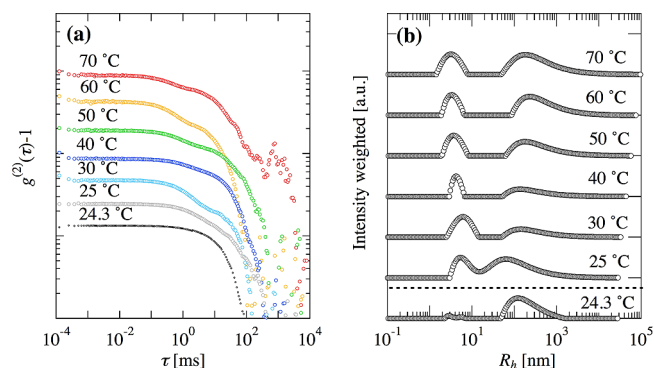 (a)
70 °C
60 °C
50 °C
40 °C
30 °C
25 °C
24.3 °C
g⁽²⁾(τ)-1
10⁻⁴ 10⁻² 10⁰ 10² 10⁴
τ [ms]
(b)
70 °C
60 °C
50 °C
40 °C
30 °C
25 °C
24.3 °C
Intensity weighted [a.u.]
10⁻¹ 10¹ 10³ 10⁵
Rₕ [nm]